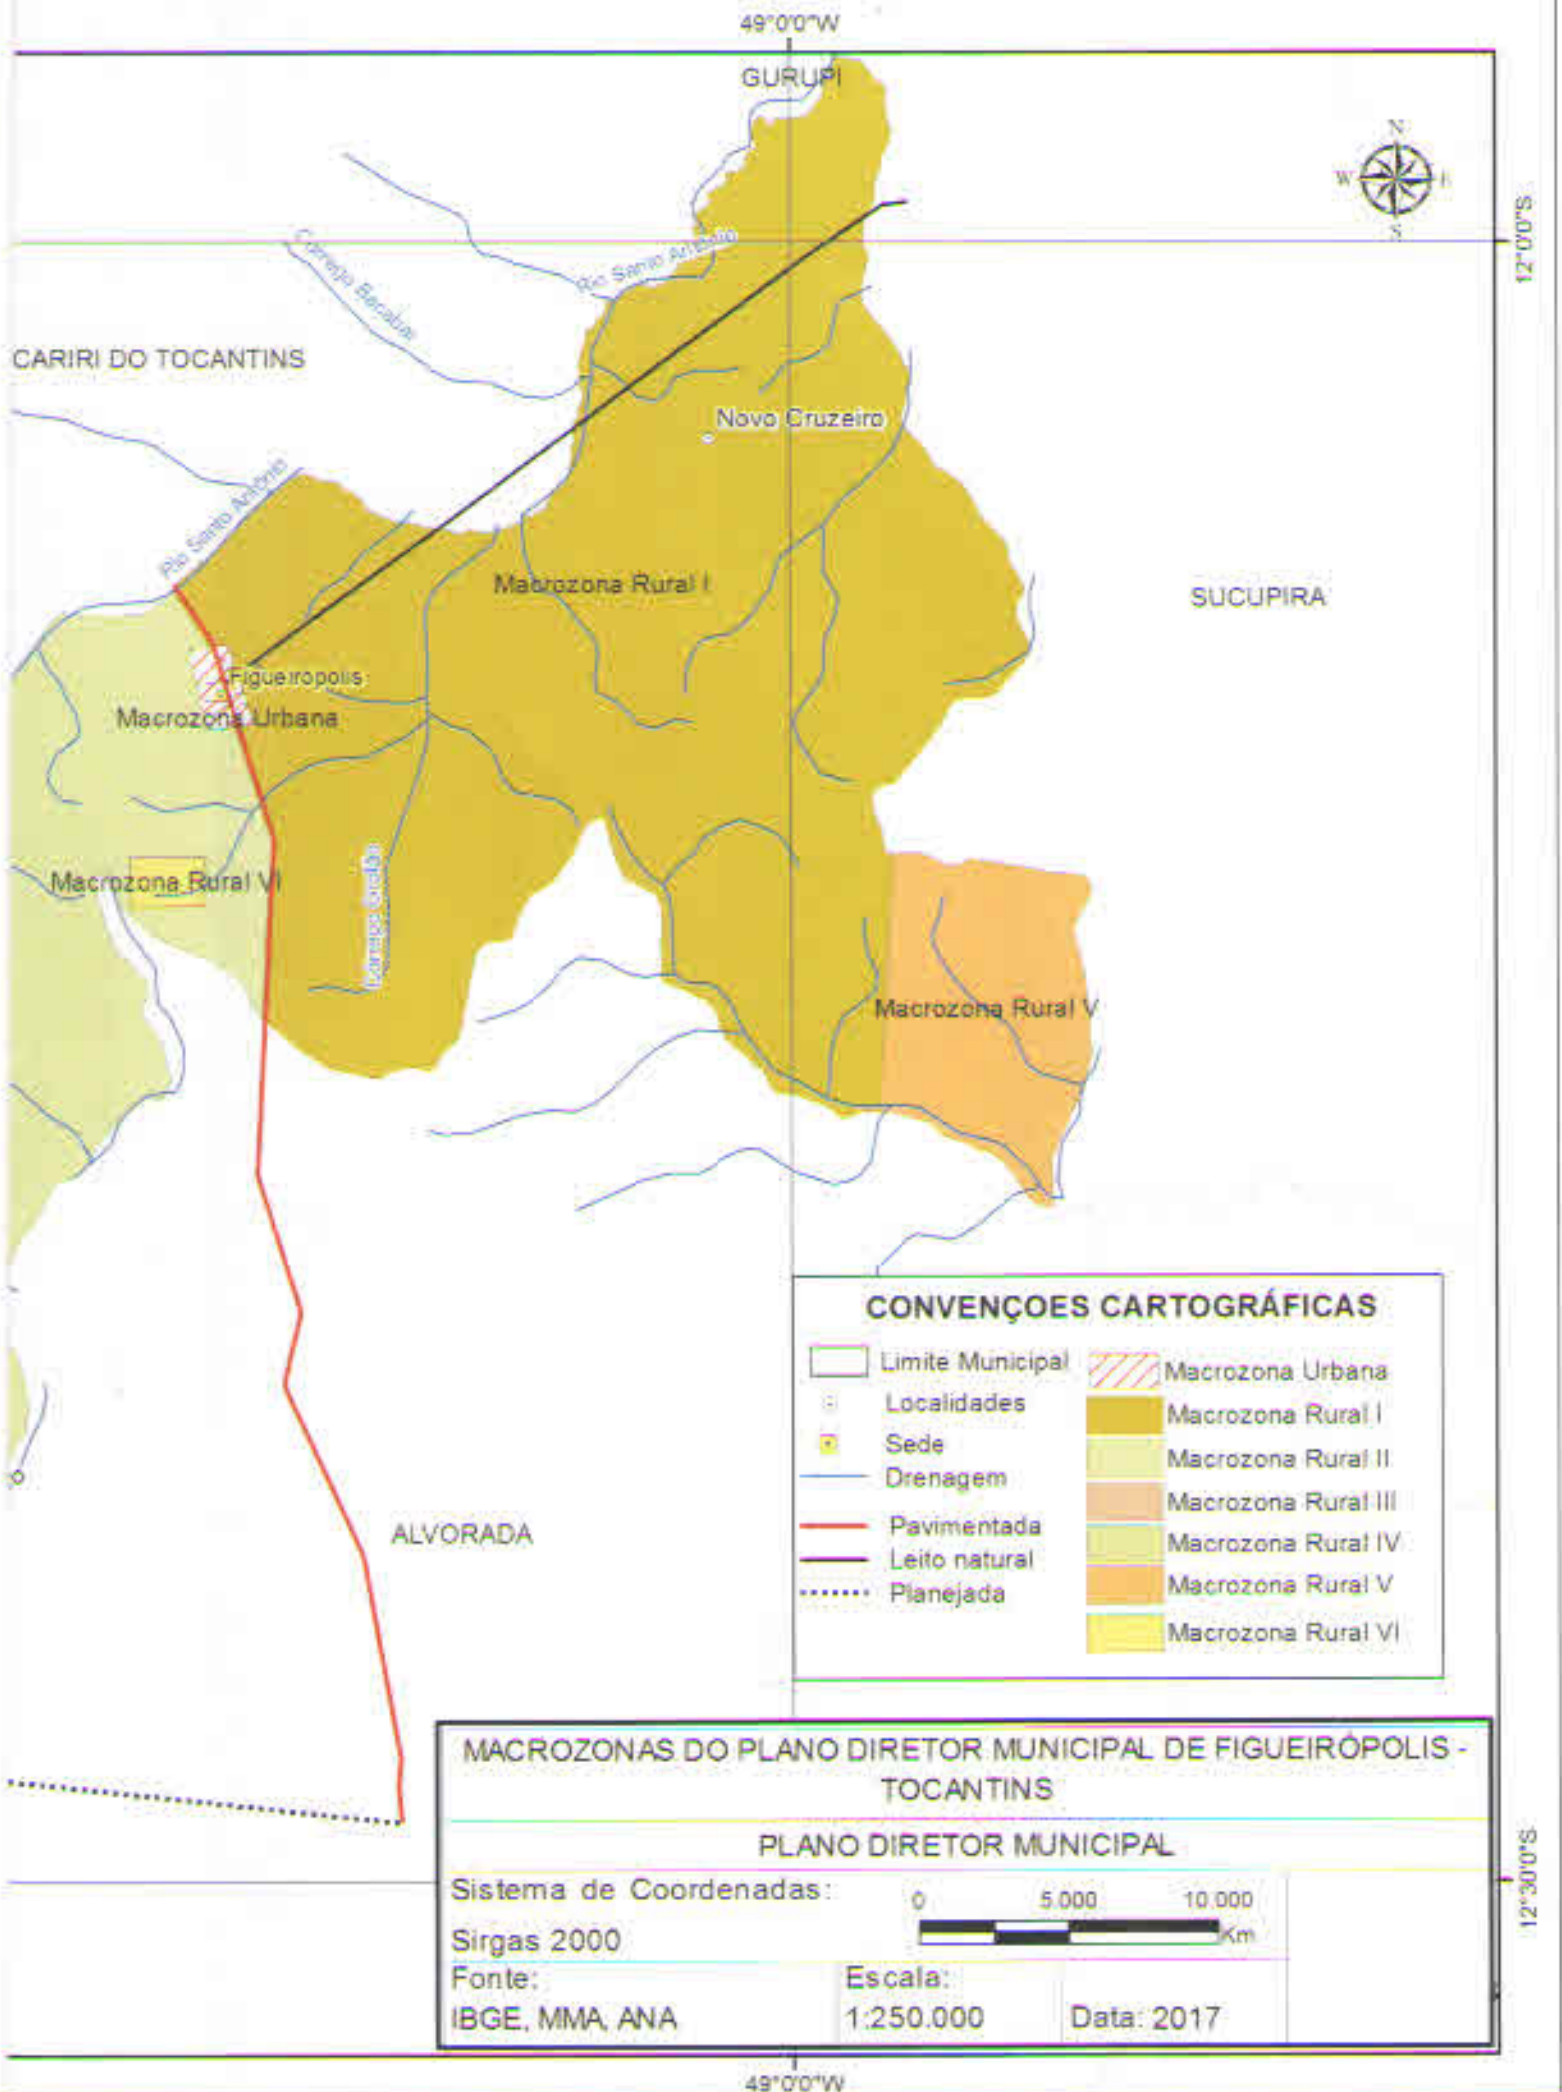 49°0'0"W
GURUPI
N
W E
S
12°0'0"S
Córrego Bacabal
Rio Santo Antônio
CARIRI DO TOCANTINS
Novo Cruzeiro
Rio Santo Antônio
Macrozona Rural I
SUCUPIRA
Figueiropolis
Macrozona Urbana
Macrozona Rural VI
Macrozona Rural V
CONVENÇOES CARTOGRÁFICAS
Limite Municipal
Localidades
Sede
Drenagem
Pavimentada
Leito natural
Planejada
Macrozona Urbana
Macrozona Rural I
Macrozona Rural II
Macrozona Rural III
Macrozona Rural IV
Macrozona Rural V
Macrozona Rural VI
ALVORADA
MACROZONAS DO PLANO DIRETOR MUNICIPAL DE FIGUEIRÓPOLIS -
TOCANTINS
PLANO DIRETOR MUNICIPAL
Sistema de Coordenadas:
Sirgas 2000
0 5.000 10.000
Km
Fonte:
IBGE, MMA, ANA
Escala:
1:250.000
Data: 2017
12°30'0"S
49°0'0"W